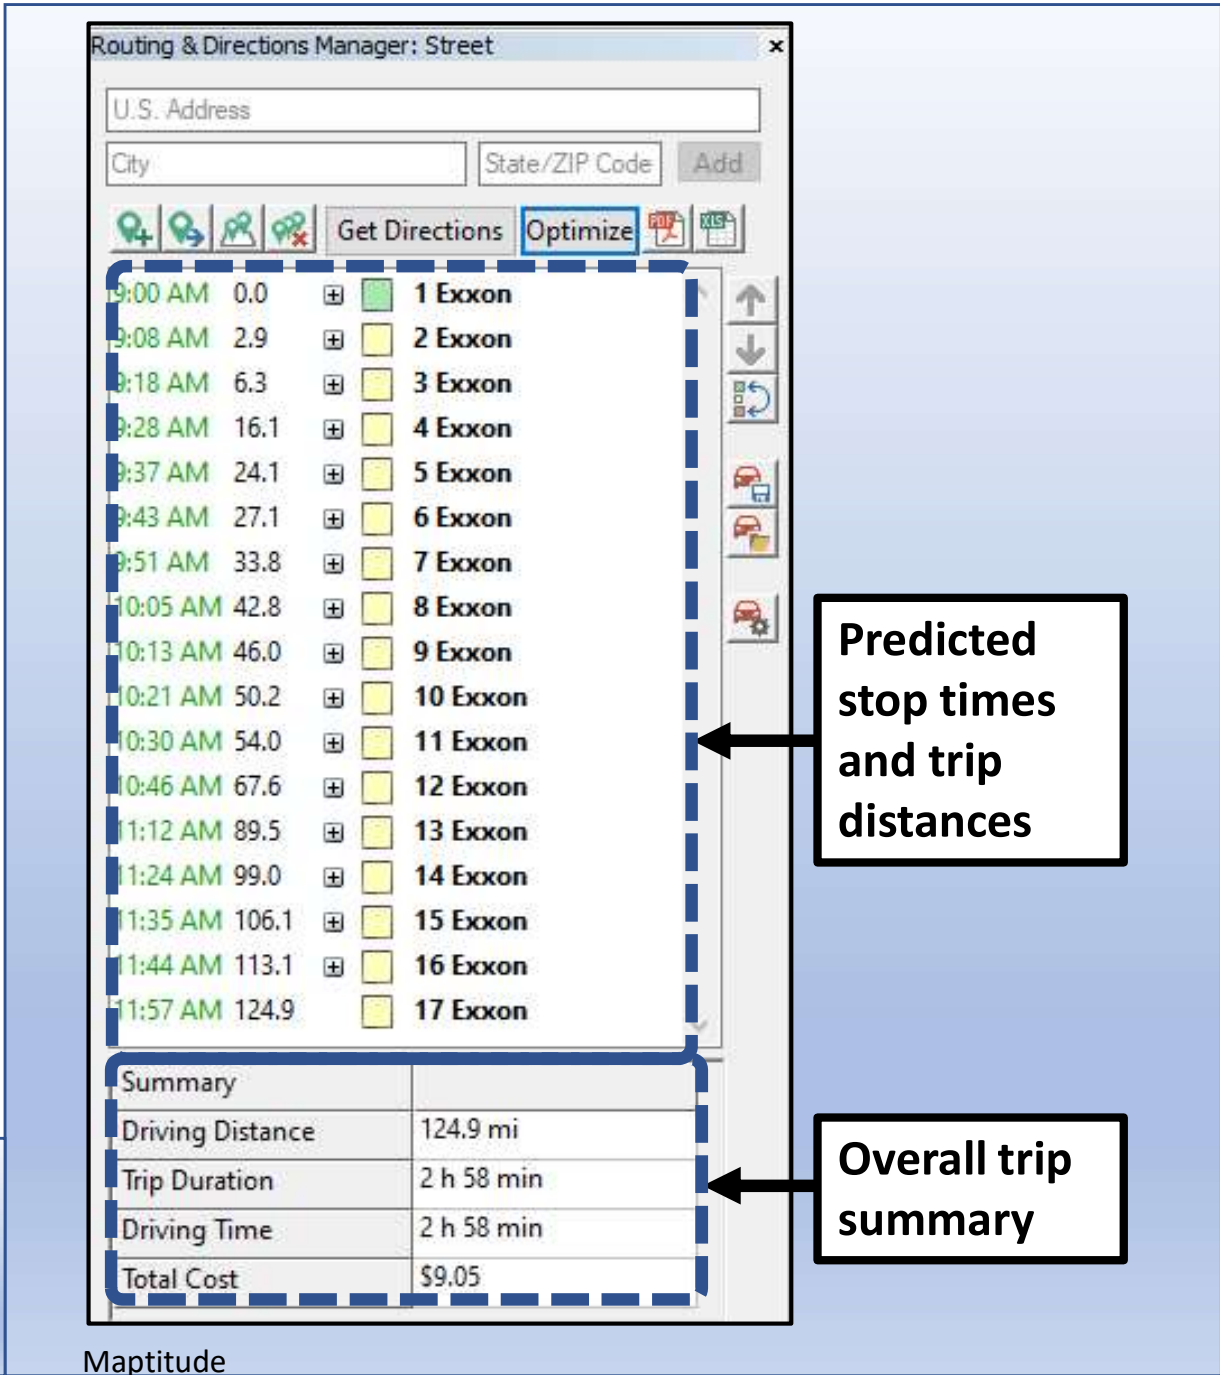 Routing & Directions Manager: Street
U.S. Address
City State/ZIP Code Add
Get Directions Optimize PDF XLS
9:00 AM 0.0 1 Exxon
9:08 AM 2.9 2 Exxon
9:18 AM 6.3 3 Exxon
9:28 AM 16.1 4 Exxon
9:37 AM 24.1 5 Exxon
9:43 AM 27.1 6 Exxon
9:51 AM 33.8 7 Exxon
10:05 AM 42.8 8 Exxon
10:13 AM 46.0 9 Exxon
10:21 AM 50.2 10 Exxon
10:30 AM 54.0 11 Exxon
10:46 AM 67.6 12 Exxon
11:12 AM 89.5 13 Exxon
11:24 AM 99.0 14 Exxon
11:35 AM 106.1 15 Exxon
11:44 AM 113.1 16 Exxon
11:57 AM 124.9 17 Exxon
Predicted
stop times
and trip
distances
Summary
Driving Distance 124.9 mi
Trip Duration 2 h 58 min
Driving Time 2 h 58 min
Total Cost $9.05
Overall trip
summary
Maptitude